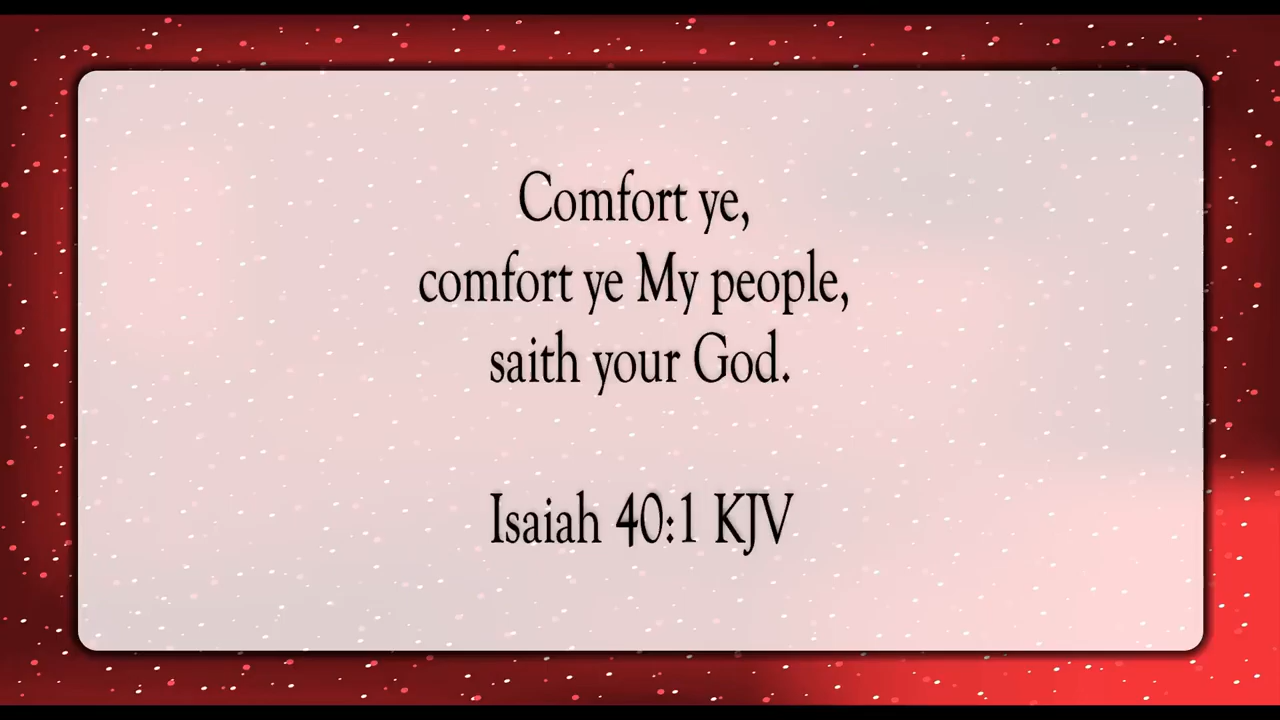 Comfort ye,
comfort ye My people,
saith your God.
Isaiah 40:1 KJV